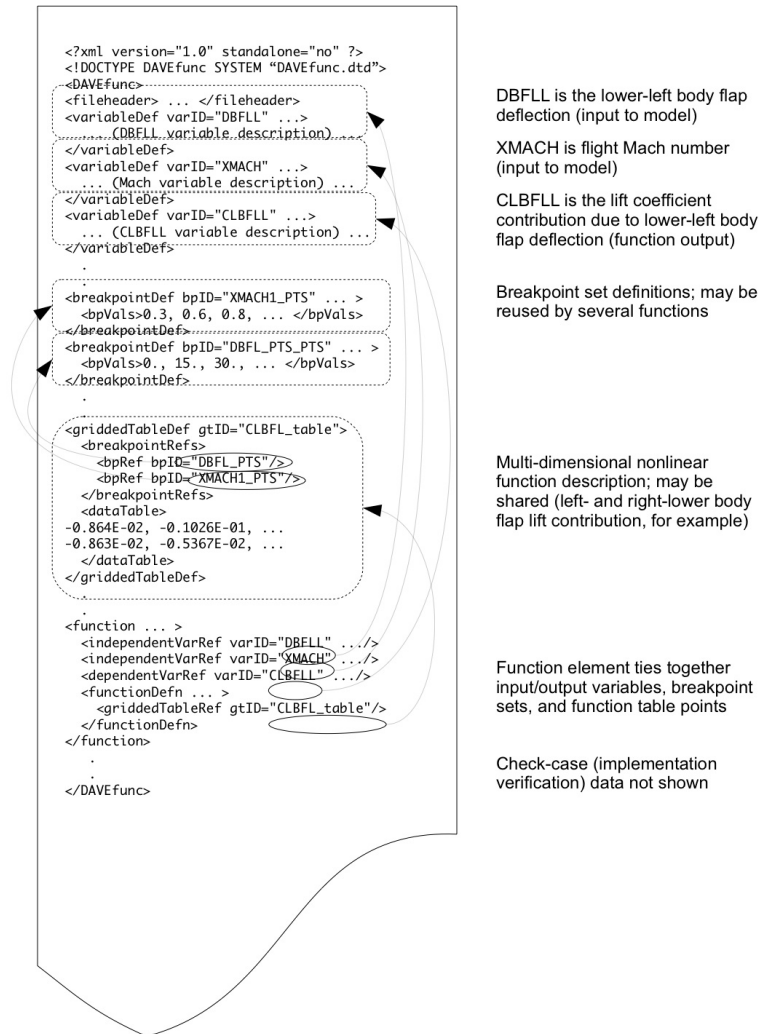 <?xml version="1.0" standalone="no" ?>
<!DOCTYPE DAVEfunc SYSTEM “DAVEfunc.dtd”>
<DAVEfunc>
<fileheader> ... </fileheader>
<variableDef varID="DBFLL" ...>
... (DBFLL variable description) ...
</variableDef>
<variableDef varID="XMACH" ...>
... (Mach variable description) ...
</variableDef>
<variableDef varID="CLBFLL" ...>
... (CLBFLL variable description) ...
</variableDef>
.
.
<breakpointDef bpID="XMACH1_PTS" ... >
<bpVals>0.3, 0.6, 0.8, ... </bpVals>
</breakpointDef>
<breakpointDef bpID="DBFL_PTS_PTS" ... >
<bpVals>0., 15., 30., ... </bpVals>
</breakpointDef>
.
.
<griddedTableDef gtID="CLBFL_table">
<breakpointRefs>
<bpRef bpID="DBFL_PTS"/>
<bpRef bpID="XMACH1_PTS"/>
</breakpointRefs>
<dataTable>
-0.864E-02, -0.1026E-01, ...
-0.863E-02, -0.5367E-02, ...
</dataTable>
</griddedTableDef>
.
.
<function ... >
<independentVarRef varID="DBFLL" .../>
<independentVarRef varID="XMACH" .../>
<dependentVarRef varID="CLBFLL" .../>
<functionDefn ... >
<griddedTableRef gtID="CLBFL_table"/>
</functionDefn>
</function>
.
.
</DAVEfunc>
DBFLL is the lower-left body flap
deflection (input to model)
XMACH is flight Mach number
(input to model)
CLBFLL is the lift coefficient
contribution due to lower-left body
flap deflection (function output)
Breakpoint set definitions; may be
reused by several functions
Multi-dimensional nonlinear
function description; may be
shared (left- and right-lower body
flap lift contribution, for example)
Function element ties together
input/output variables, breakpoint
sets, and function table points
Check-case (implementation
verification) data not shown